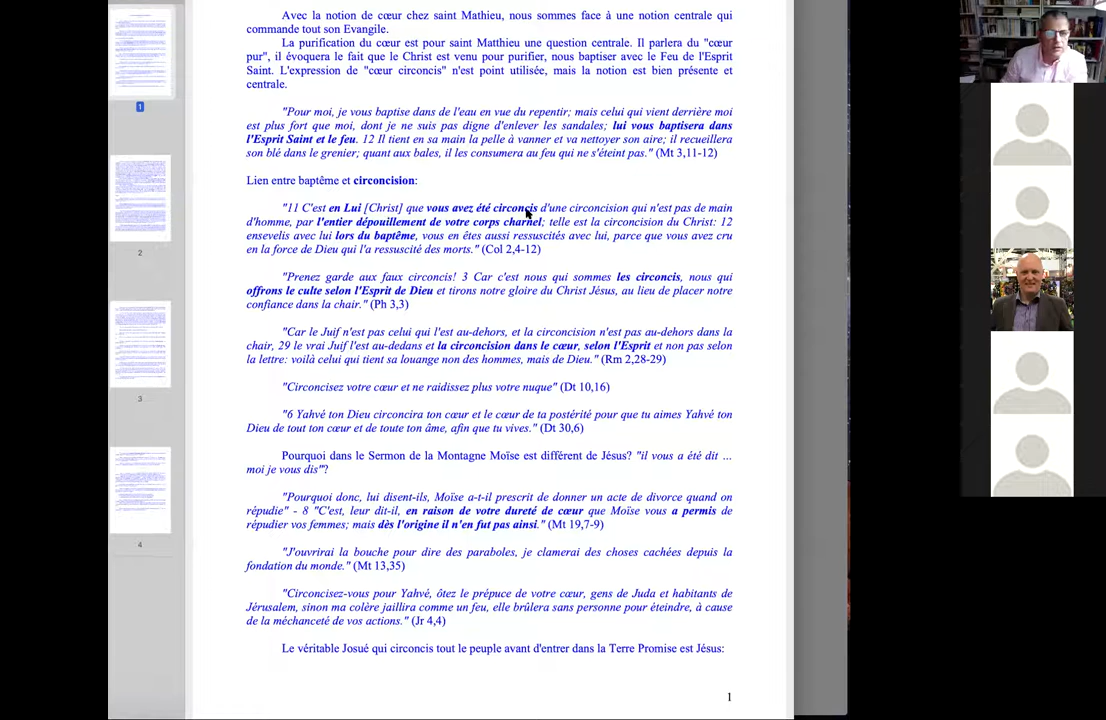 Avec la notion de cœur chez saint Mathieu, nous sommes face à une notion centrale qui
commande tout son Evangile.
La purification du cœur est pour saint Matthieu une question centrale. Il parlera du "cœur
pur", il évoquera le fait que le Christ est venu pour purifier, nous baptiser avec le Feu de l'Esprit
Saint. L'expression de "cœur circoncis" n'est point utilisée, mais la notion est bien présente et
centrale.
"Pour moi, je vous baptise dans de l'eau en vue du repentir; mais celui qui vient derrière moi
est plus fort que moi, dont je ne suis pas digne d'enlever les sandales; lui vous baptisera dans
l'Esprit Saint et le feu. 12 Il tient en sa main la pelle à vanner et va nettoyer son aire; il recueillera
son blé dans le grenier; quant aux bales, il les consumera au feu qui ne s'éteint pas." (Mt 3,11-12)
Lien entre baptême et circoncision:
"11 C'est en Lui [Christ] que vous avez été circoncis d'une circoncision qui n'est pas de main
d'homme, par l'entier dépouillement de votre corps charnel; telle est la circoncision du Christ: 12
ensevelis avec lui lors du baptême, vous en êtes aussi ressuscités avec lui, parce que vous avez cru
en la force de Dieu qui l'a ressuscité des morts." (Col 2,4-12)
"Prenez garde aux faux circoncis! 3 Car c'est nous qui sommes les circoncis, nous qui
offrons le culte selon l'Esprit de Dieu et tirons notre gloire du Christ Jésus, au lieu de placer notre
confiance dans la chair." (Ph 3,3)
"Car le Juif n'est pas celui qui l'est au-dehors, et la circoncision n'est pas au-dehors dans la
chair, 29 le vrai Juif l'est au-dedans et la circoncision dans le cœur, selon l'Esprit et non pas selon
la lettre: voilà celui qui tient sa louange non des hommes, mais de Dieu." (Rm 2,28-29)
"Circoncisez votre cœur et ne raidissez plus votre nuque" (Dt 10,16)
"6 Yahvé ton Dieu circoncira ton cœur et le cœur de ta postérité pour que tu aimes Yahvé ton
Dieu de tout ton cœur et de toute ton âme, afin que tu vives." (Dt 30,6)
Pourquoi dans le Sermon de la Montagne Moïse est différent de Jésus? "il vous a été dit ...
moi je vous dis"?
"Pourquoi donc, lui disent-ils, Moïse a-t-il prescrit de donner un acte de divorce quand on
répudie" - 8 "C'est, leur dit-il, en raison de votre dureté de cœur que Moïse vous a permis de
répudier vos femmes; mais dès l'origine il n'en fut pas ainsi." (Mt 19,7-9)
"J'ouvrirai la bouche pour dire des paraboles, je clamerai des choses cachées depuis la
fondation du monde." (Mt 13,35)
"Circoncisez-vous pour Yahvé, ôtez le prépuce de votre cœur, gens de Juda et habitants de
Jérusalem, sinon ma colère jaillira comme un feu, elle brûlera sans personne pour éteindre, à cause
de la méchanceté de vos actions." (Jr 4,4)
Le véritable Josué qui circoncis tout le peuple avant d'entrer dans la Terre Promise est Jésus:
1
1
2
3
4